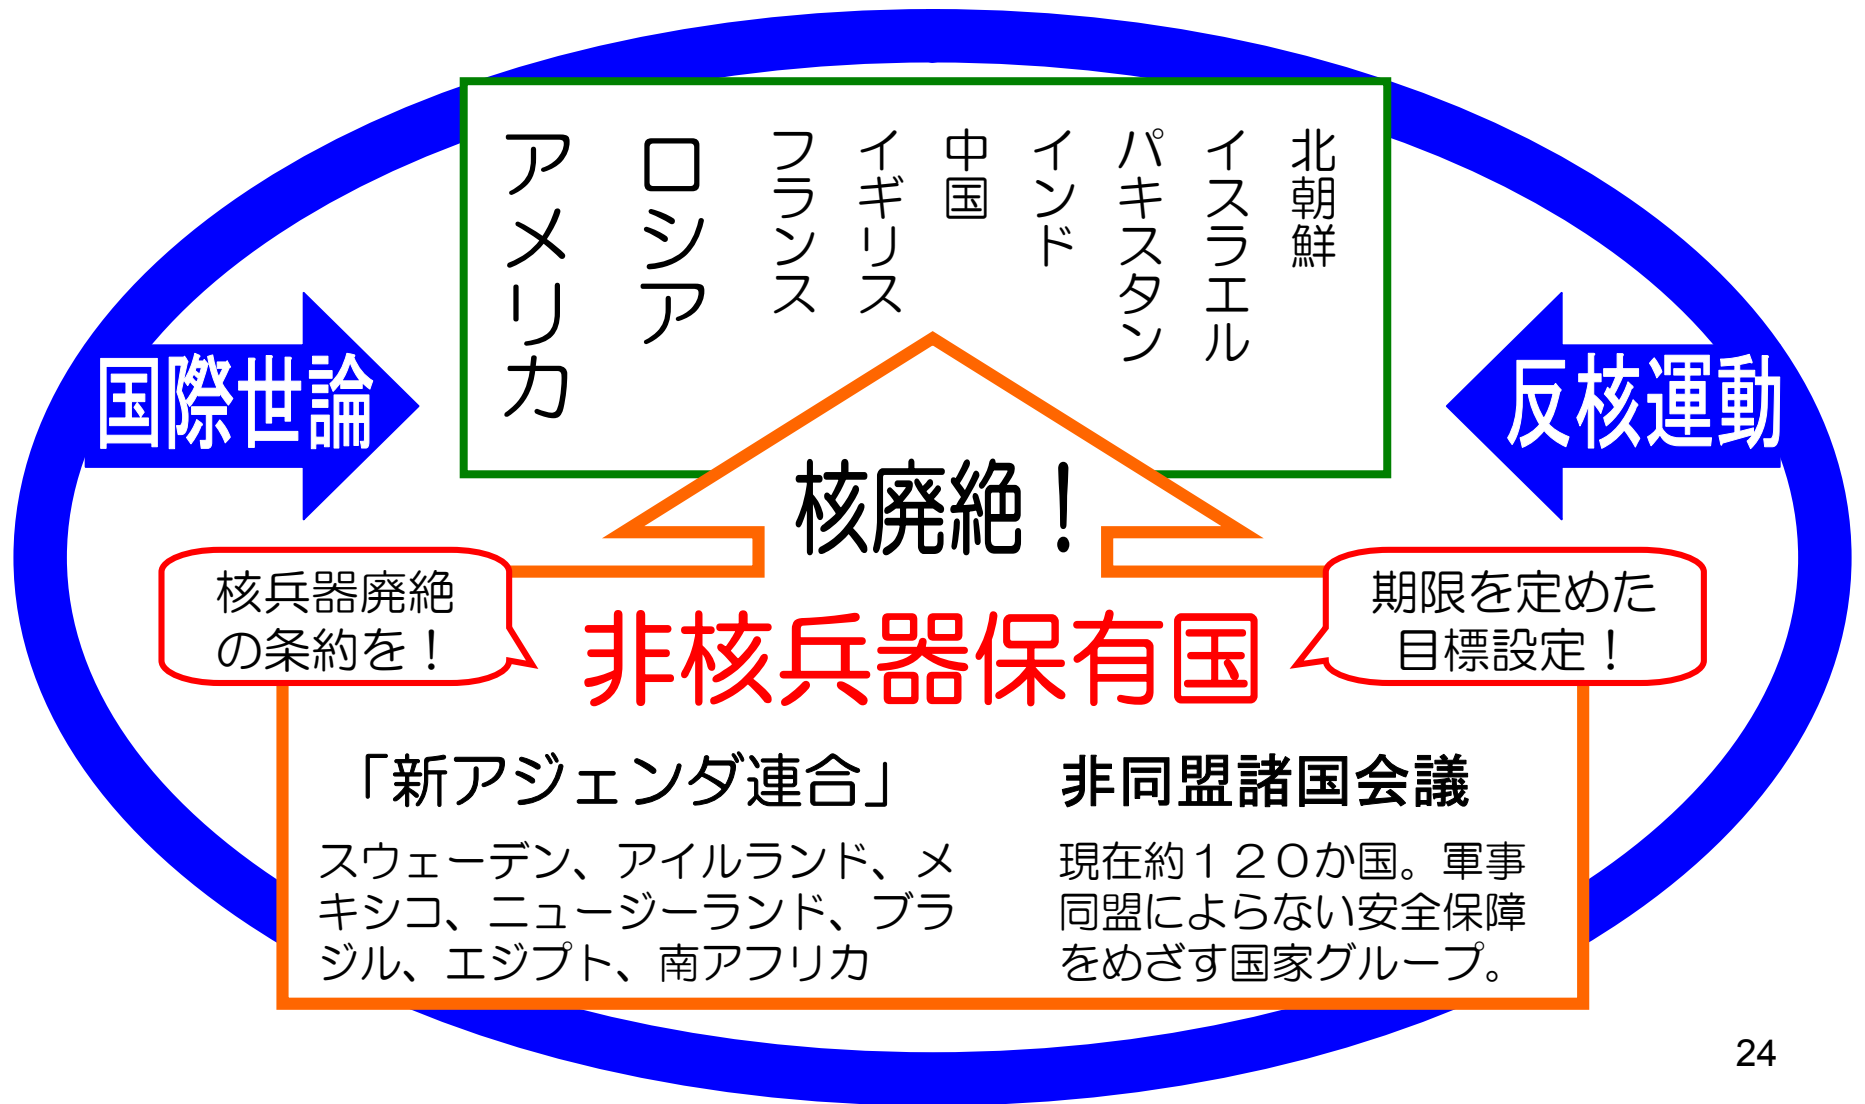 アメリカ
ロシア
フランス
イギリス
中国
インド
パキスタン
イスラエル
北朝鮮
国際世論
反核運動
核廃絶！
核兵器廃絶
の条約を！
期限を定めた
目標設定！
非核兵器保有国
「新アジェンダ連合」
スウェーデン、アイルランド、メ
キシコ、ニュージーランド、ブラ
ジル、エジプト、南アフリカ
非同盟諸国会議
現在約１２０か国。軍事
同盟によらない安全保障
をめざす国家グループ。
24